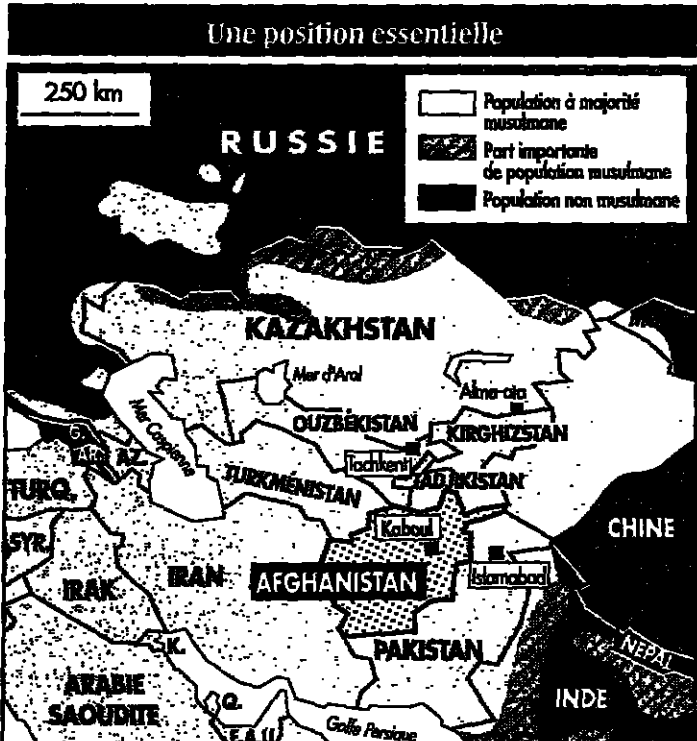 Une position essentielle
250 km
Population à majorité
musulmane
Part importante
de population musulmane
Population non musulmane
RUSSIE
KAZAKHSTAN
Mer d'Aral
Alma-ata
Mer Caspienne
OUZBÉKISTAN
KIRGHIZSTAN
G.
AZ.
Tachkent
TURKMÉNISTAN
TADJIKISTAN
TURQ.
CHINE
Kaboul
SYR.
IRAK
IRAN
AFGHANISTAN
Islamabad
K.
PAKISTAN
NEPAL
ARABIE
SAOUDITE
Q.
INDE
E.A.U.
Golfe Persique